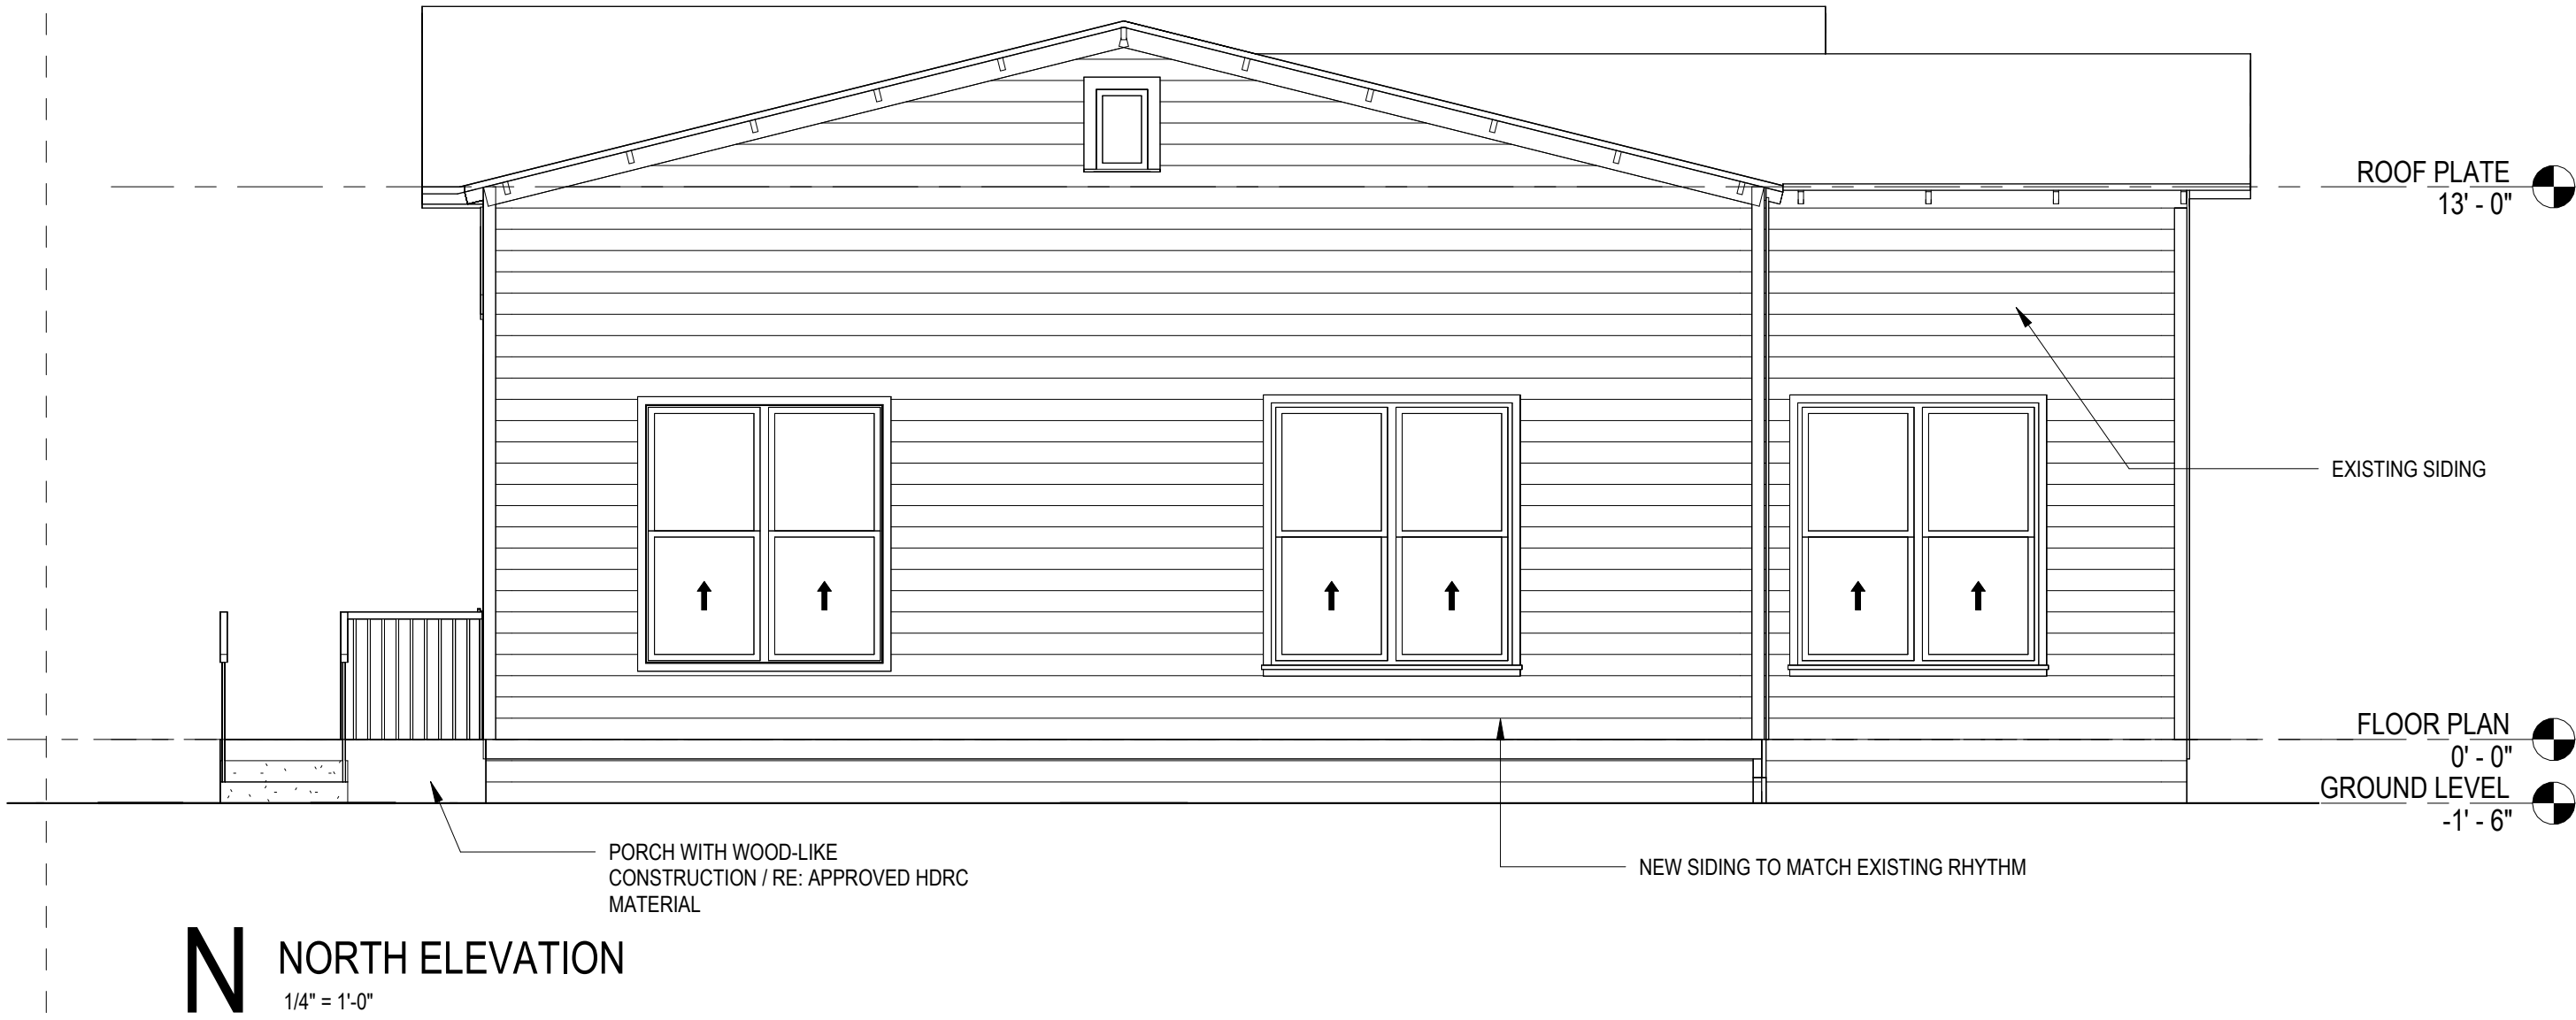 ROOF PLATE
13' - 0"
EXISTING SIDING
FLOOR PLAN
0' - 0"
GROUND LEVEL
-1' - 6"
PORCH WITH WOOD-LIKE
CONSTRUCTION / RE: APPROVED HDRC
MATERIAL
NEW SIDING TO MATCH EXISTING RHYTHM
N
NORTH ELEVATION
1/4" = 1'-0"